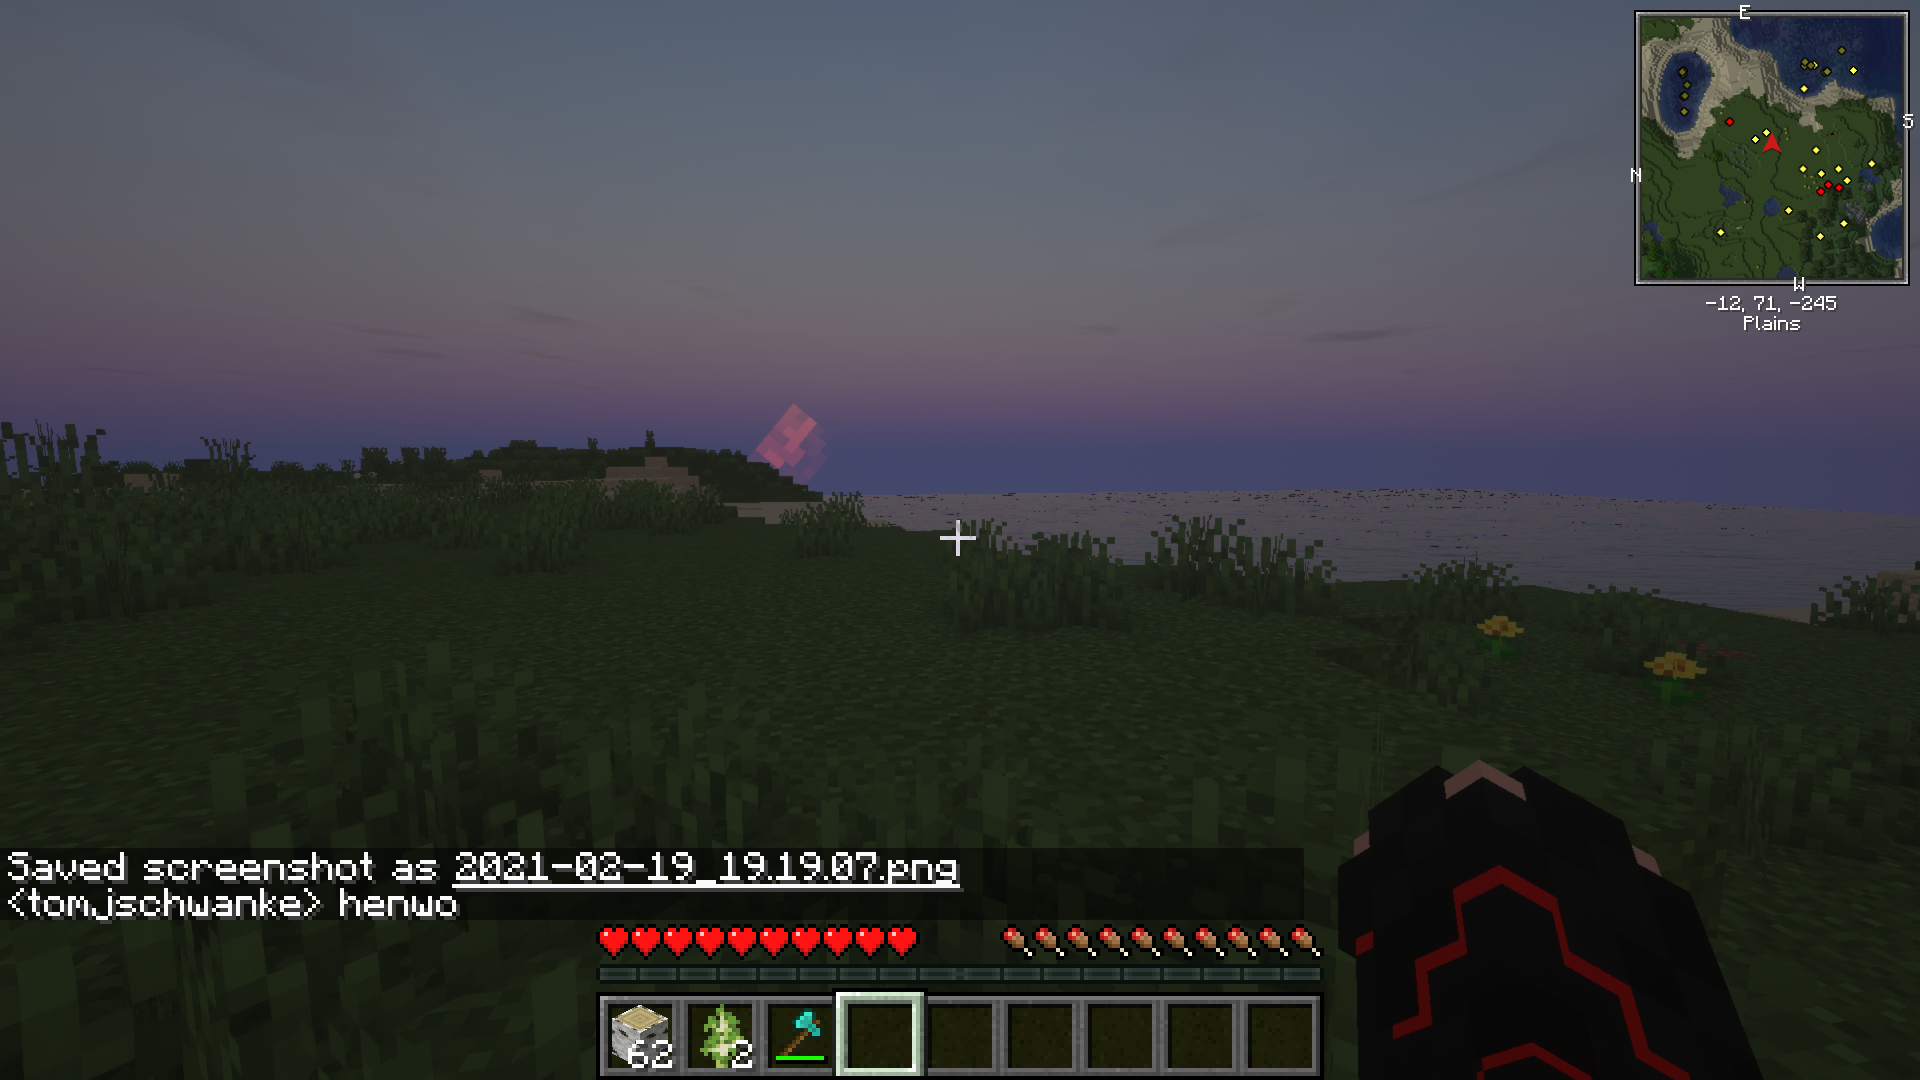 E
S
N
W
-12, 71, -245
Plains
Saved screenshot as 2021-02-19_19.19.07.png
<tomjschwanke> henwo
62
2